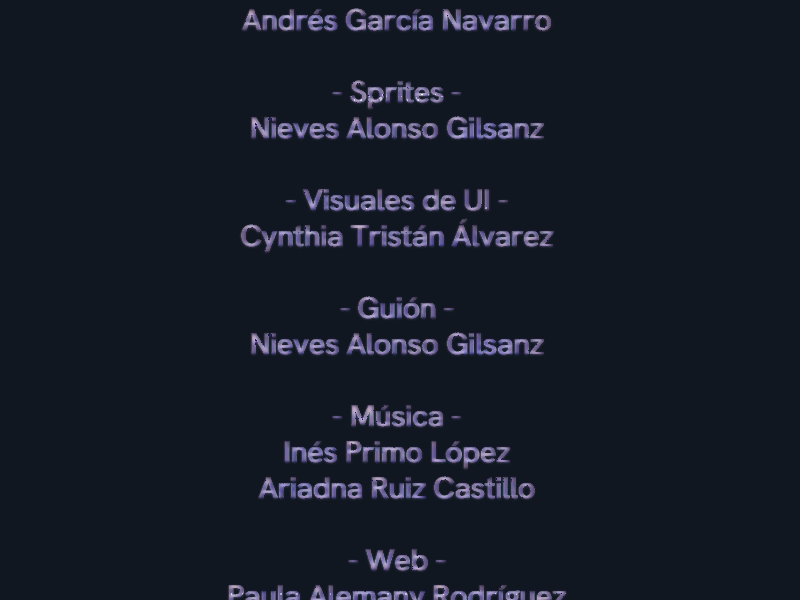 Andrés García Navarro
- Sprites -
Nieves Alonso Gilsanz
- Visuales de UI -
Cynthia Tristán Álvarez
- Guión -
Nieves Alonso Gilsanz
- Música -
Inés Primo López
Ariadna Ruiz Castillo
- Web -
Paula Alemany Rodríguez